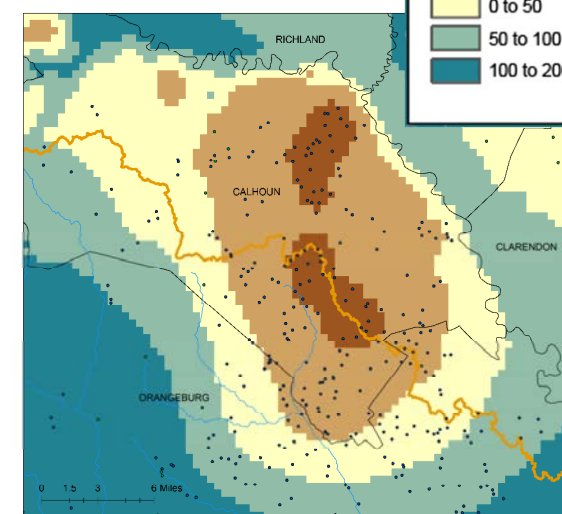 0 to 50
50 to 100
RICHLAND
CALHOUN
CLARENDON
ORANGEBURG
0 1.5 3 6 Miles